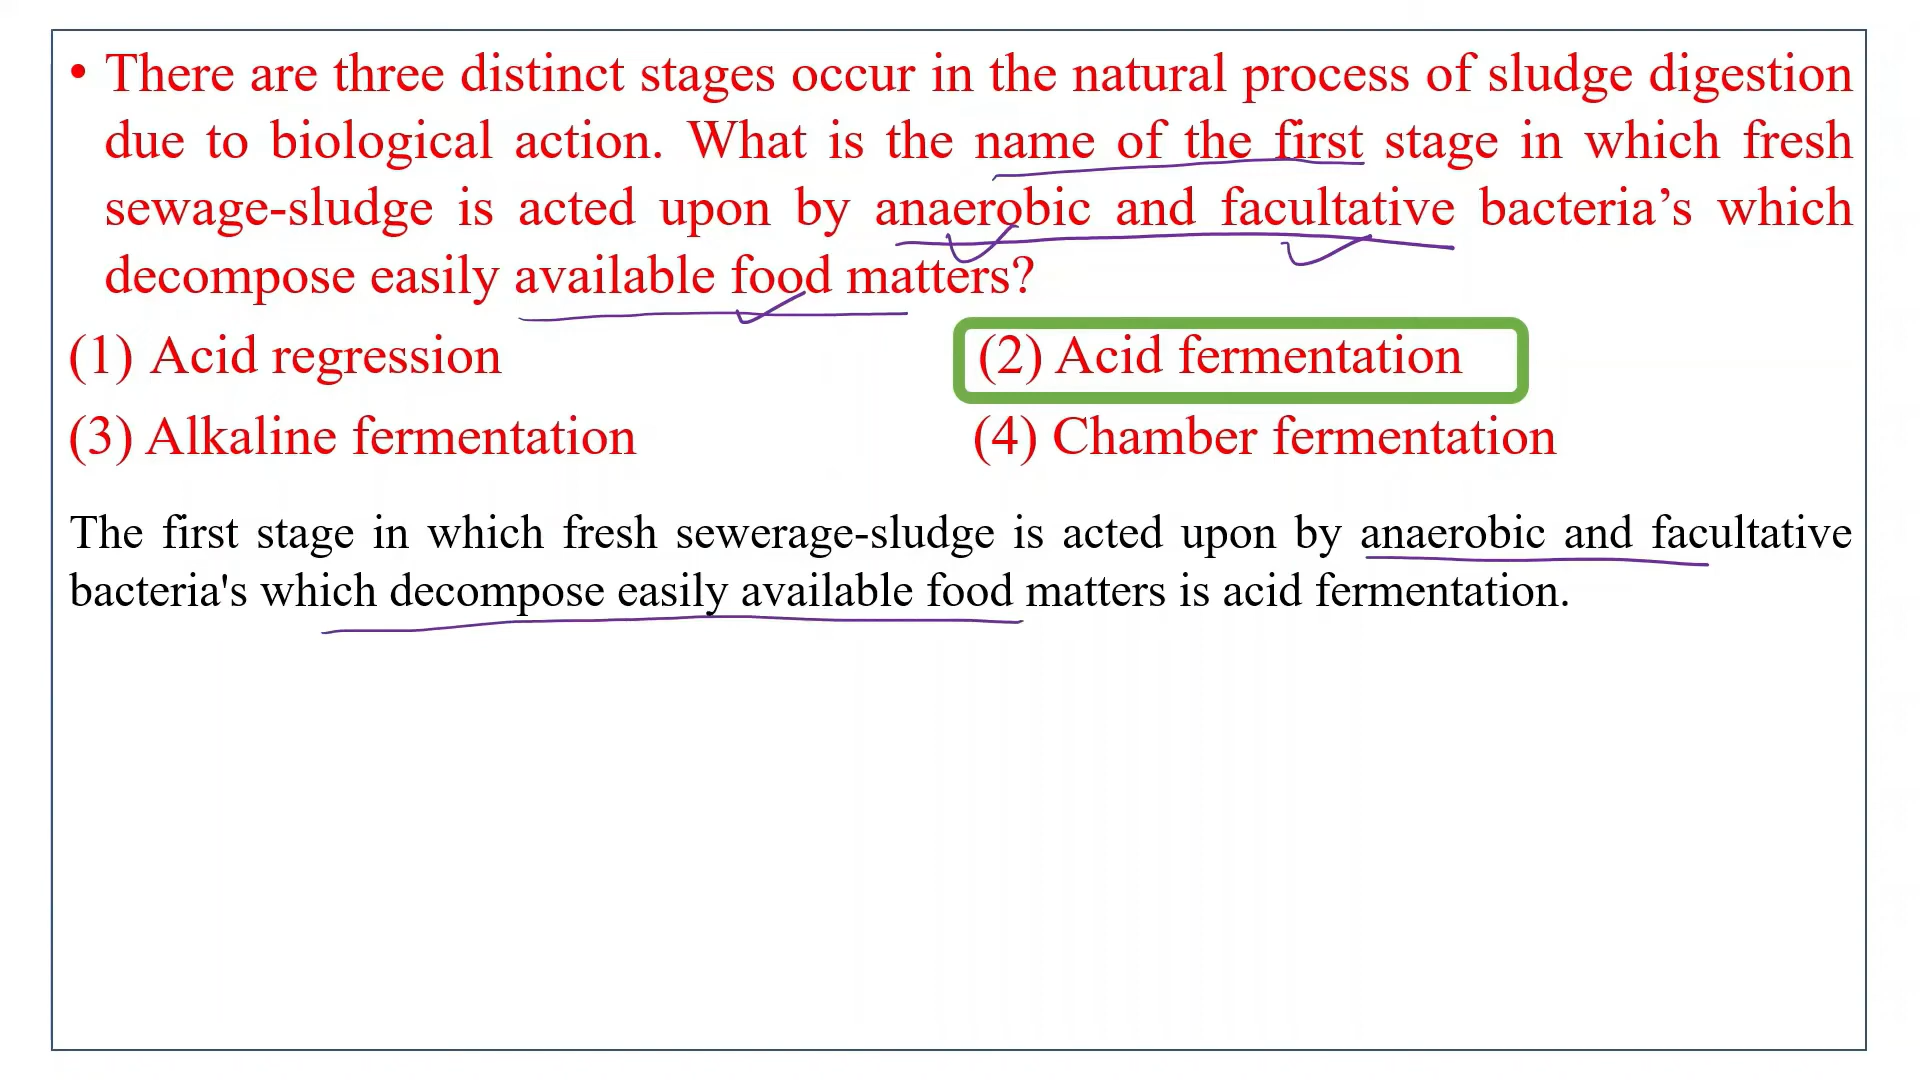 • There are three distinct stages occur in the natural process of sludge digestion
due to biological action. What is the name of the first stage in which fresh
sewage-sludge is acted upon by anaerobic and facultative bacteria’s which
decompose easily available food matters?
(1) Acid regression (2) Acid fermentation
(3) Alkaline fermentation (4) Chamber fermentation
The first stage in which fresh sewerage-sludge is acted upon by anaerobic and facultative
bacteria's which decompose easily available food matters is acid fermentation.